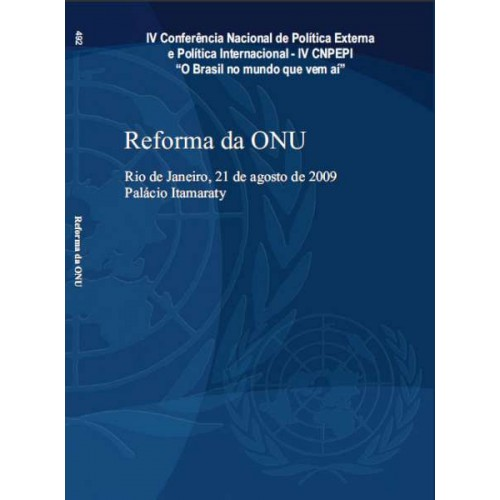 492
IV Conferência Nacional de Política Externa
e Política Internacional - IV CNPEPI
“O Brasil no mundo que vem aí”
Reforma da ONU
Rio de Janeiro, 21 de agosto de 2009
Palácio Itamaraty
Reforma da ONU